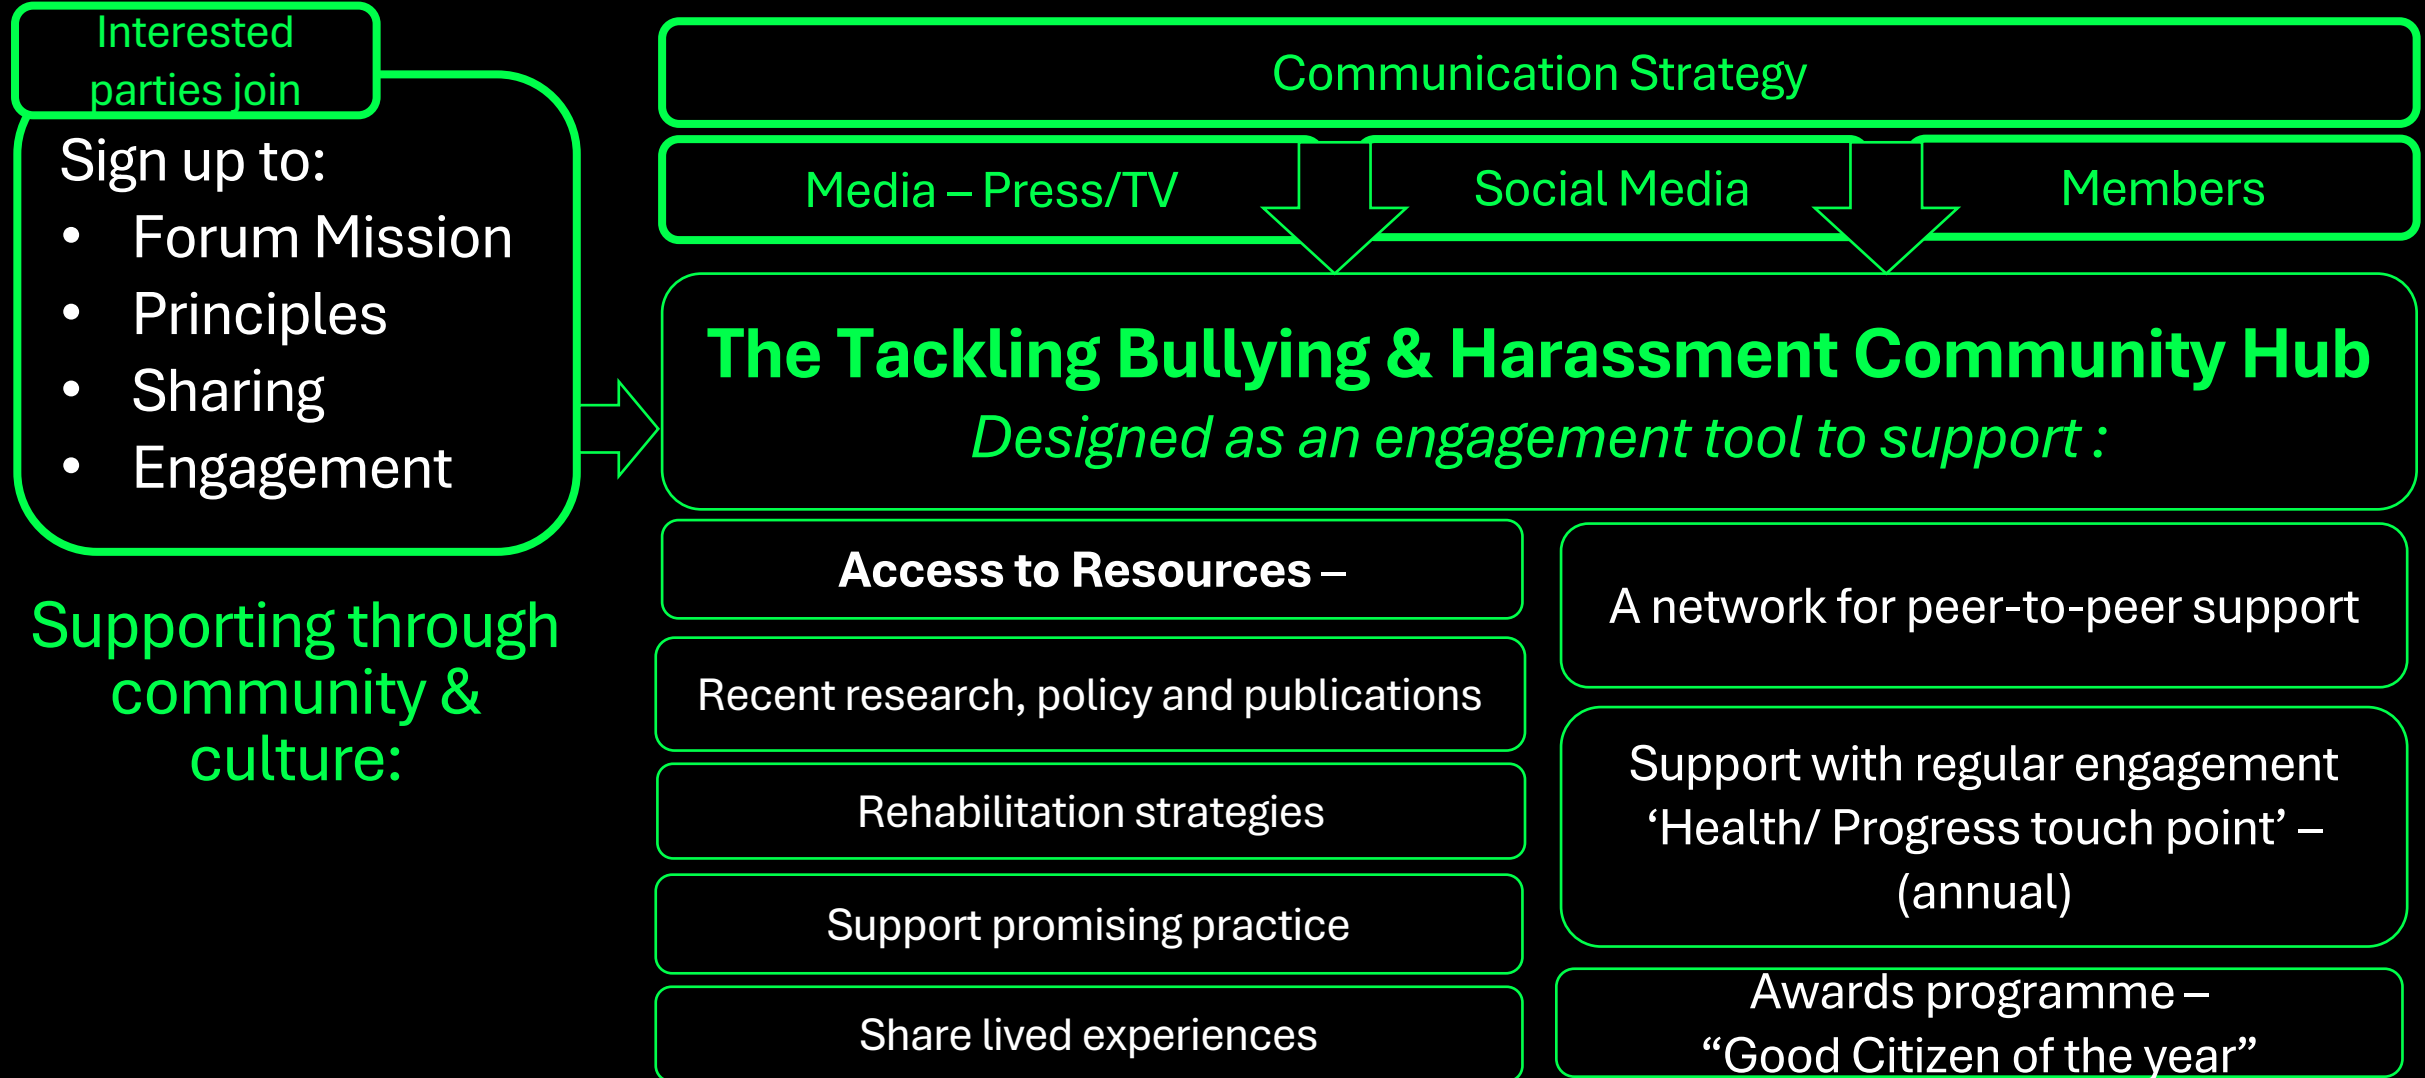 Interested
parties join
Sign up to:
• Forum Mission
• Principles
• Sharing
• Engagement
Supporting through
community &
culture:
Communication Strategy
Media – Press/TV
Social Media
Members
The Tackling Bullying & Harassment Community Hub
Designed as an engagement tool to support :
Access to Resources –
Recent research, policy and publications
Rehabilitation strategies
Support promising practice
Share lived experiences
A network for peer-to-peer support
Support with regular engagement
‘Health/ Progress touch point’ –
(annual)
Awards programme –
“Good Citizen of the year”